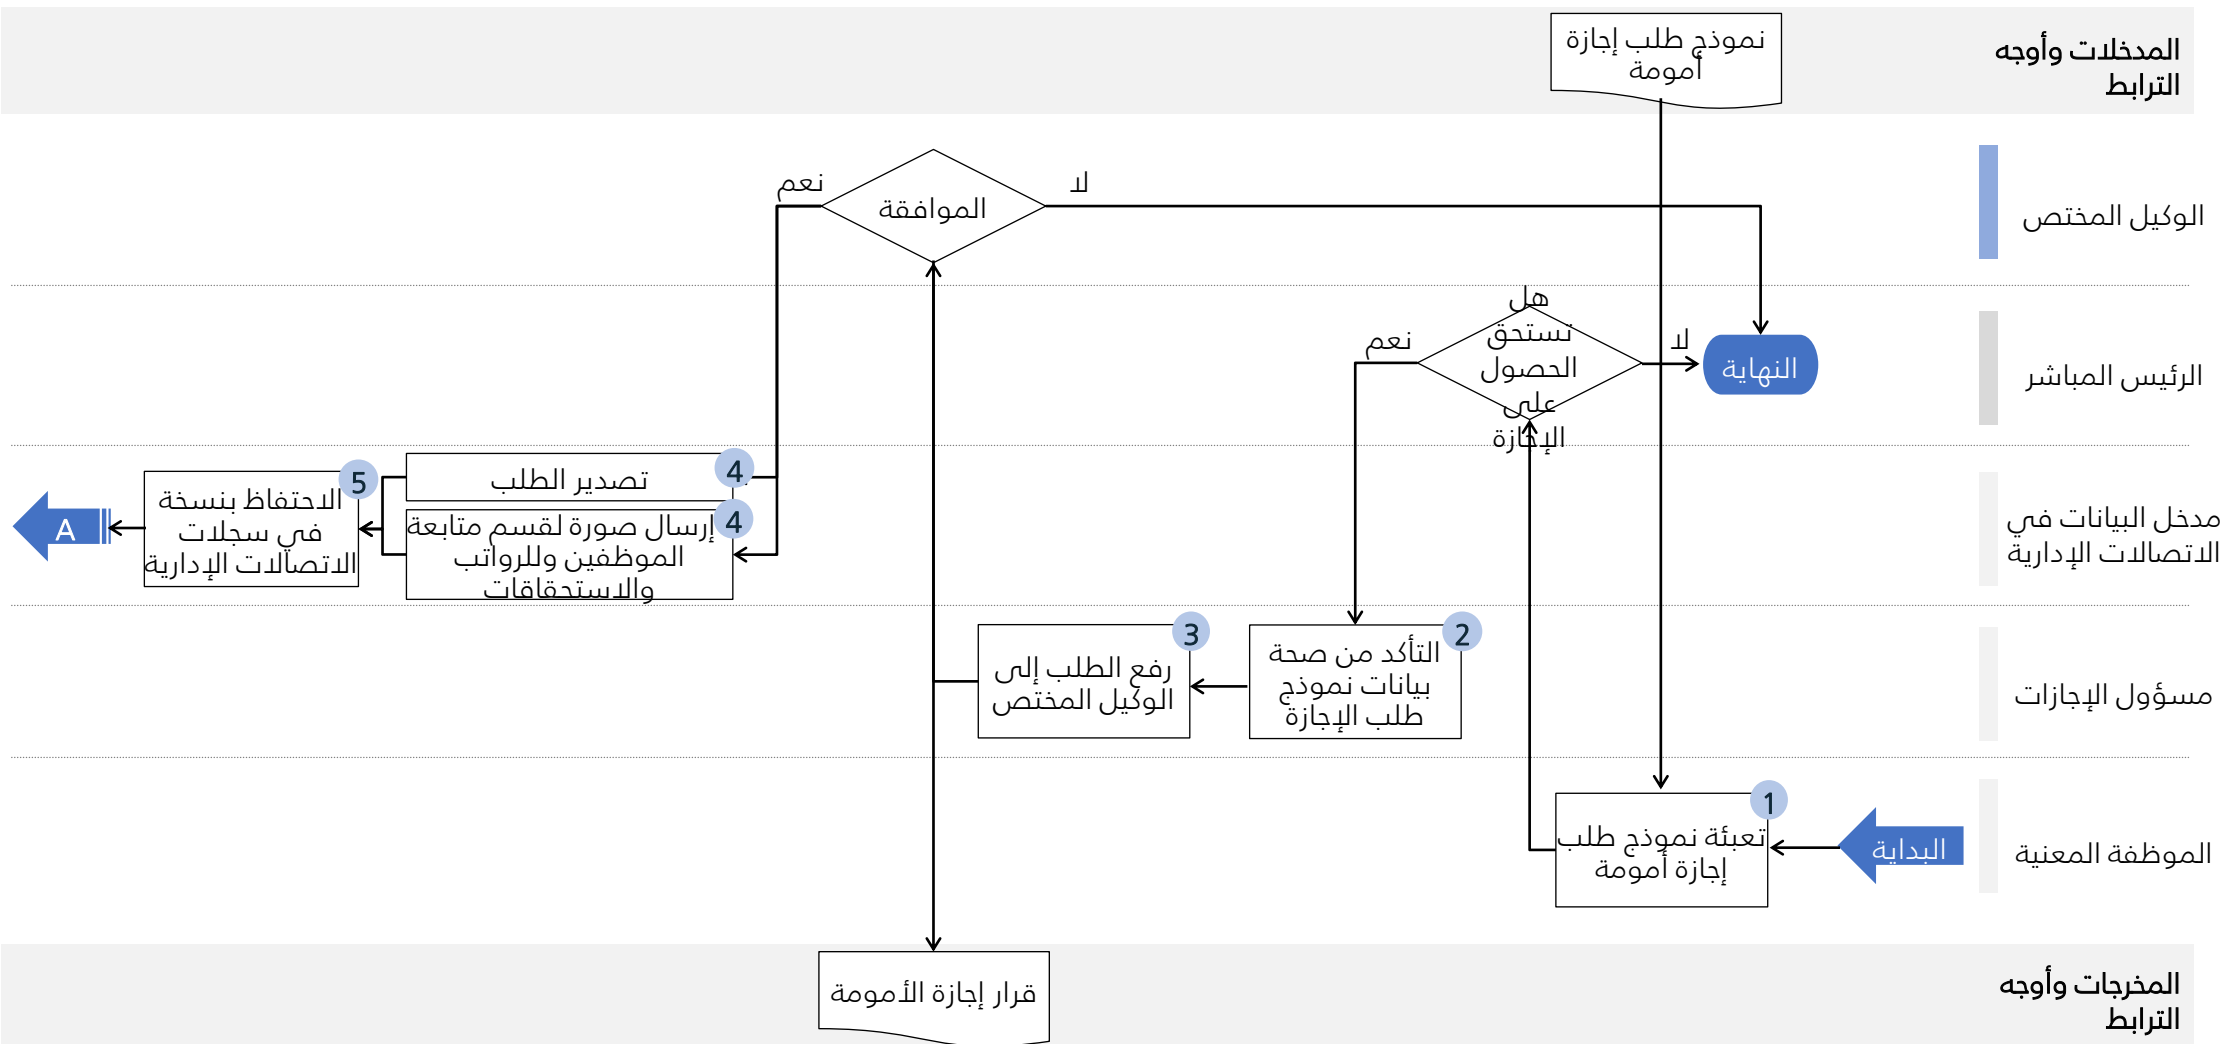 المدخلات وأوجه
الترابط
نموذج طلب إجازة
أمومة
الوكيل المختص
لا
الموافقة
نعم
الرئيس المباشر
النهاية
لا
هل
تستحق
الحصول
على
الإجازة
نعم
مدخل البيانات في
الاتصالات الإدارية
4
تصدير الطلب
4
إرسال صورة لقسم متابعة
الموظفين وللرواتب
والاستحقاقات
5
الاحتفاظ بنسخة
في سجلات
الاتصالات الإدارية
A
مسؤول الإجازات
2
التأكد من صحة
بيانات نموذج
طلب الإجازة
3
رفع الطلب إلى
الوكيل المختص
الموظفة المعنية
البداية
1
تعبئة نموذج طلب
إجازة أمومة
المخرجات وأوجه
الترابط
قرار إجازة الأمومة